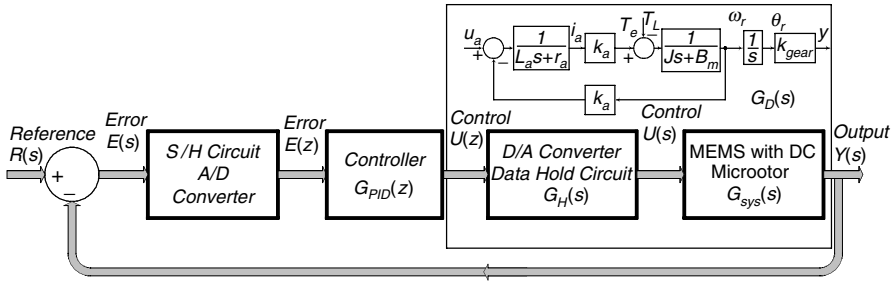 u_a
+
−
1
L_a s+r_a
i_a
k_a
T_e
T_L
+
−
1
Js+B_m
ω_r
1
s
θ_r
k_gear
y
k_a
G_D(s)
Reference
R(s)
+
−
Error
E(s)
S/H Circuit
A/D
Converter
Error
E(z)
Controller
G_PID(z)
Control
U(z)
D/A Converter
Data Hold Circuit
G_H(s)
Control
U(s)
MEMS with DC
Microotor
G_sys(s)
Output
Y(s)